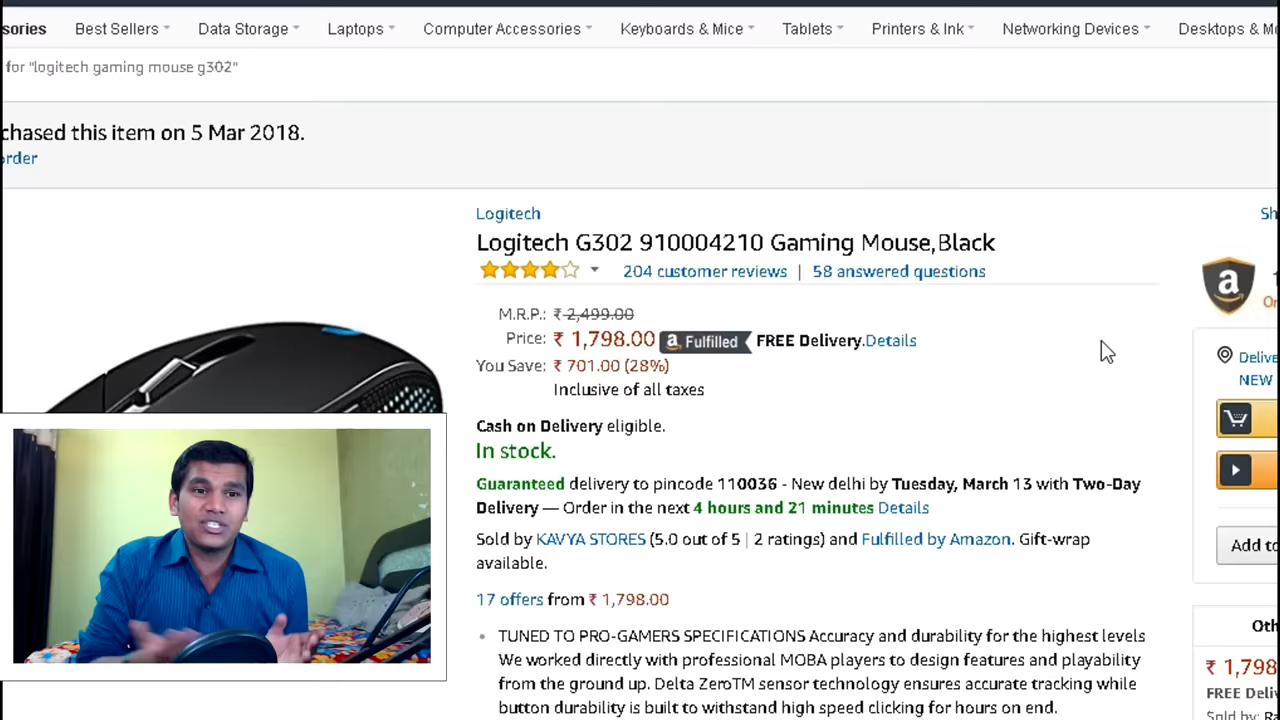 sories Best Sellers Data Storage Laptops Computer Accessories Keyboards & Mice Tablets Printers & Ink Networking Devices Desktops & M
for "logitech gaming mouse g302"
chased this item on 5 Mar 2018.
order
Logitech
Sh
Logitech G302 910004210 Gaming Mouse,Black
204 customer reviews | 58 answered questions
M.R.P.: ₹ 2,499.00
Price: ₹ 1,798.00 a Fulfilled FREE Delivery.Details
You Save: ₹ 701.00 (28%)
Inclusive of all taxes
Cash on Delivery eligible.
In stock.
Guaranteed delivery to pincode 110036 - New delhi by Tuesday, March 13 with Two-Day
Delivery — Order in the next 4 hours and 21 minutes Details
Sold by KAVYA STORES (5.0 out of 5 | 2 ratings) and Fulfilled by Amazon. Gift-wrap
available.
17 offers from ₹ 1,798.00
TUNED TO PRO-GAMERS SPECIFICATIONS Accuracy and durability for the highest levels
We worked directly with professional MOBA players to design features and playability
from the ground up. Delta ZeroTM sensor technology ensures accurate tracking while
button durability is built to withstand high speed clicking for hours on end.
a
Delive
NEW
Add to
Oth
₹ 1,798
FREE Deli
Sold by: